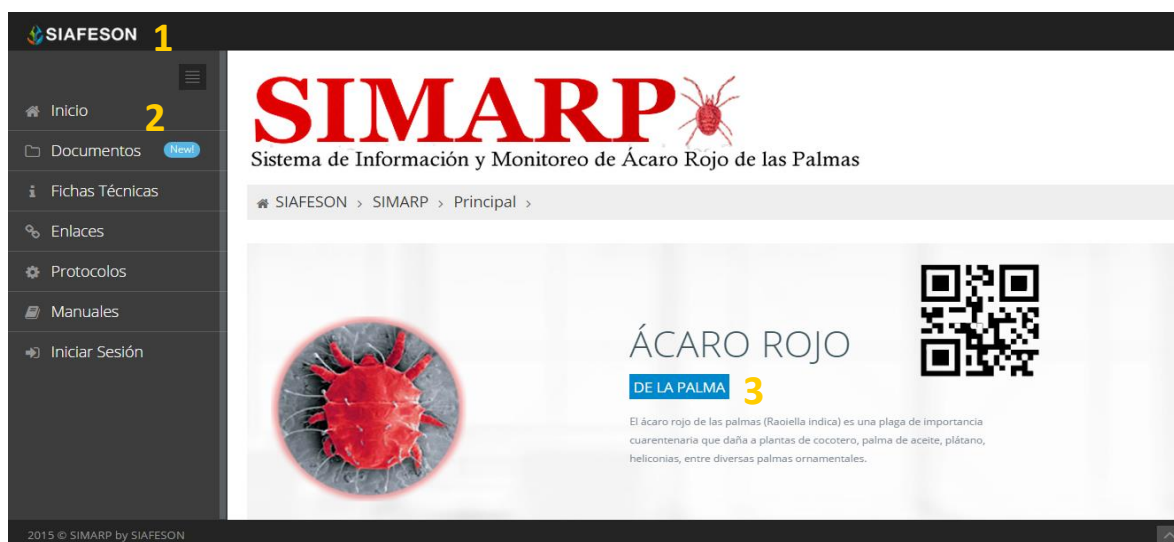 SIAFESON 1
Inicio
2
Documentos New!
Fichas Técnicas
Enlaces
Protocolos
Manuales
Iniciar Sesión
SIMARP
Sistema de Información y Monitoreo de Ácaro Rojo de las Palmas
SIAFESON > SIMARP > Principal >
ÁCARO ROJO
DE LA PALMA 3
El ácaro rojo de las palmas (Raoiella indica) es una plaga de importancia
cuarentenaria que daña a plantas de cocotero, palma de aceite, plátano,
heliconias, entre diversas palmas ornamentales.
2015 © SIMARP by SIAFESON